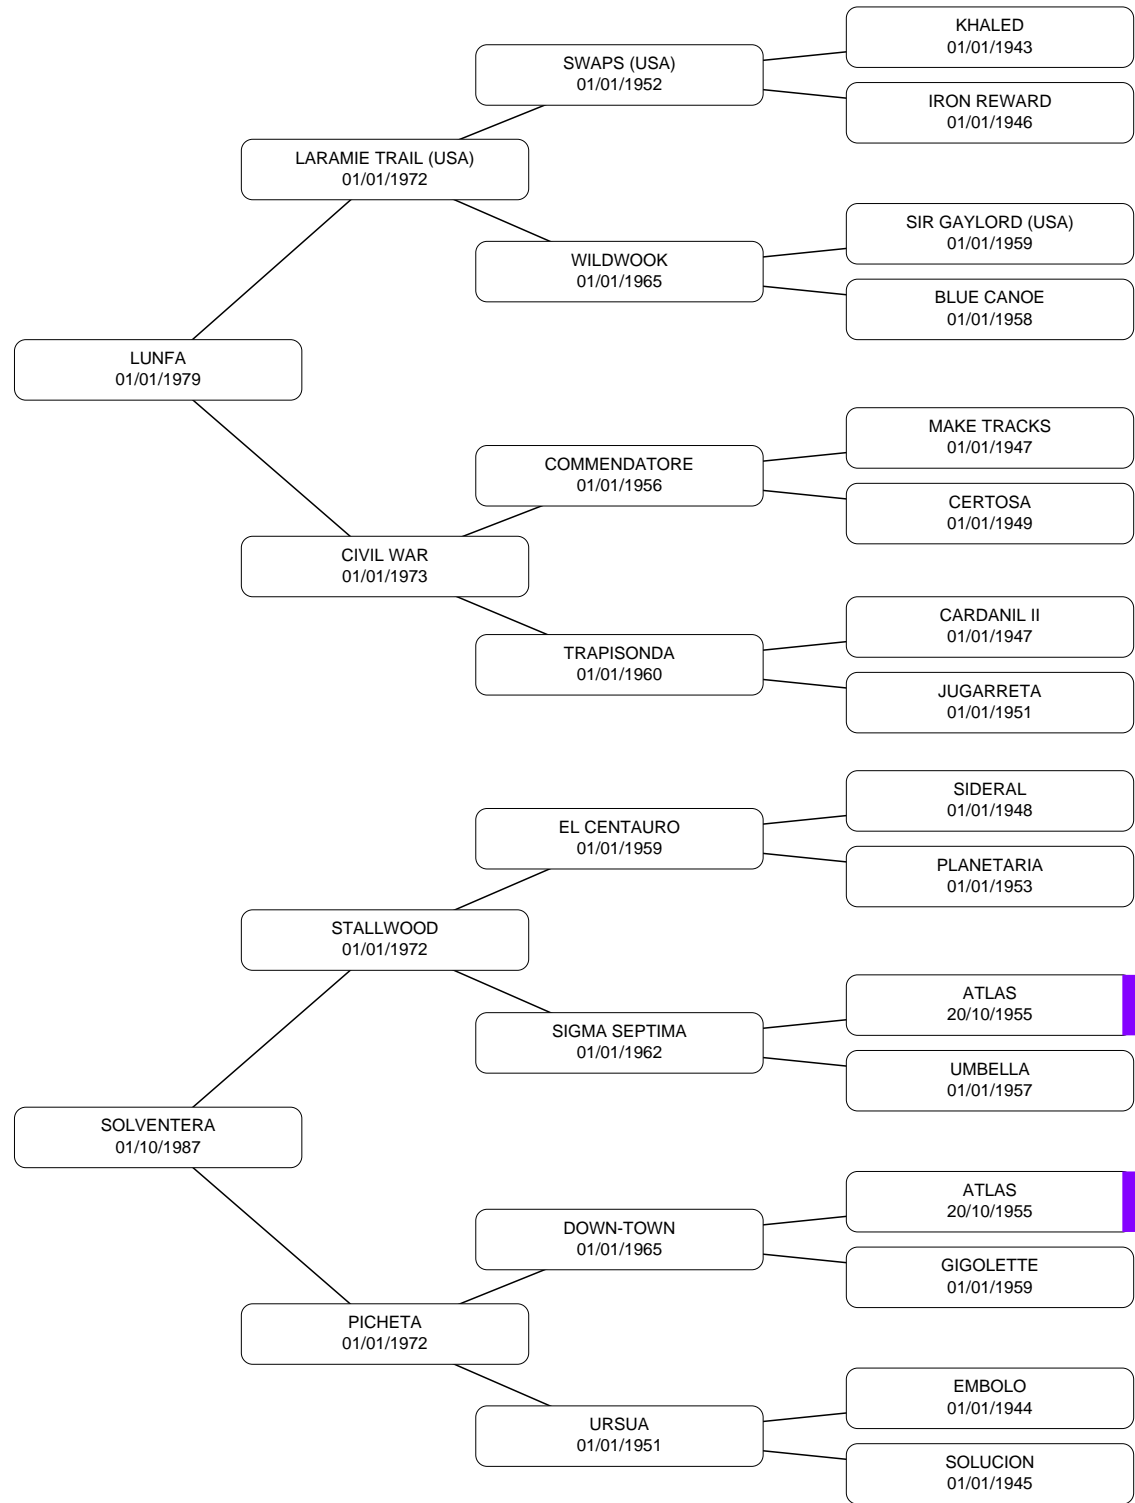 KHALED
01/01/1943
SWAPS (USA)
01/01/1952
IRON REWARD
01/01/1946
LARAMIE TRAIL (USA)
01/01/1972
SIR GAYLORD (USA)
01/01/1959
WILDWOOK
01/01/1965
BLUE CANOE
01/01/1958
LUNFA
01/01/1979
MAKE TRACKS
01/01/1947
COMMENDATORE
01/01/1956
CERTOSA
01/01/1949
CIVIL WAR
01/01/1973
CARDANIL II
01/01/1947
TRAPISONDA
01/01/1960
JUGARRETA
01/01/1951
SIDERAL
01/01/1948
EL CENTAURO
01/01/1959
PLANETARIA
01/01/1953
STALLWOOD
01/01/1972
ATLAS
20/10/1955
SIGMA SEPTIMA
01/01/1962
UMBELLA
01/01/1957
SOLVENTERA
01/10/1987
ATLAS
20/10/1955
DOWN-TOWN
01/01/1965
GIGOLETTE
01/01/1959
PICHETA
01/01/1972
EMBOLO
01/01/1944
URSUA
01/01/1951
SOLUCION
01/01/1945